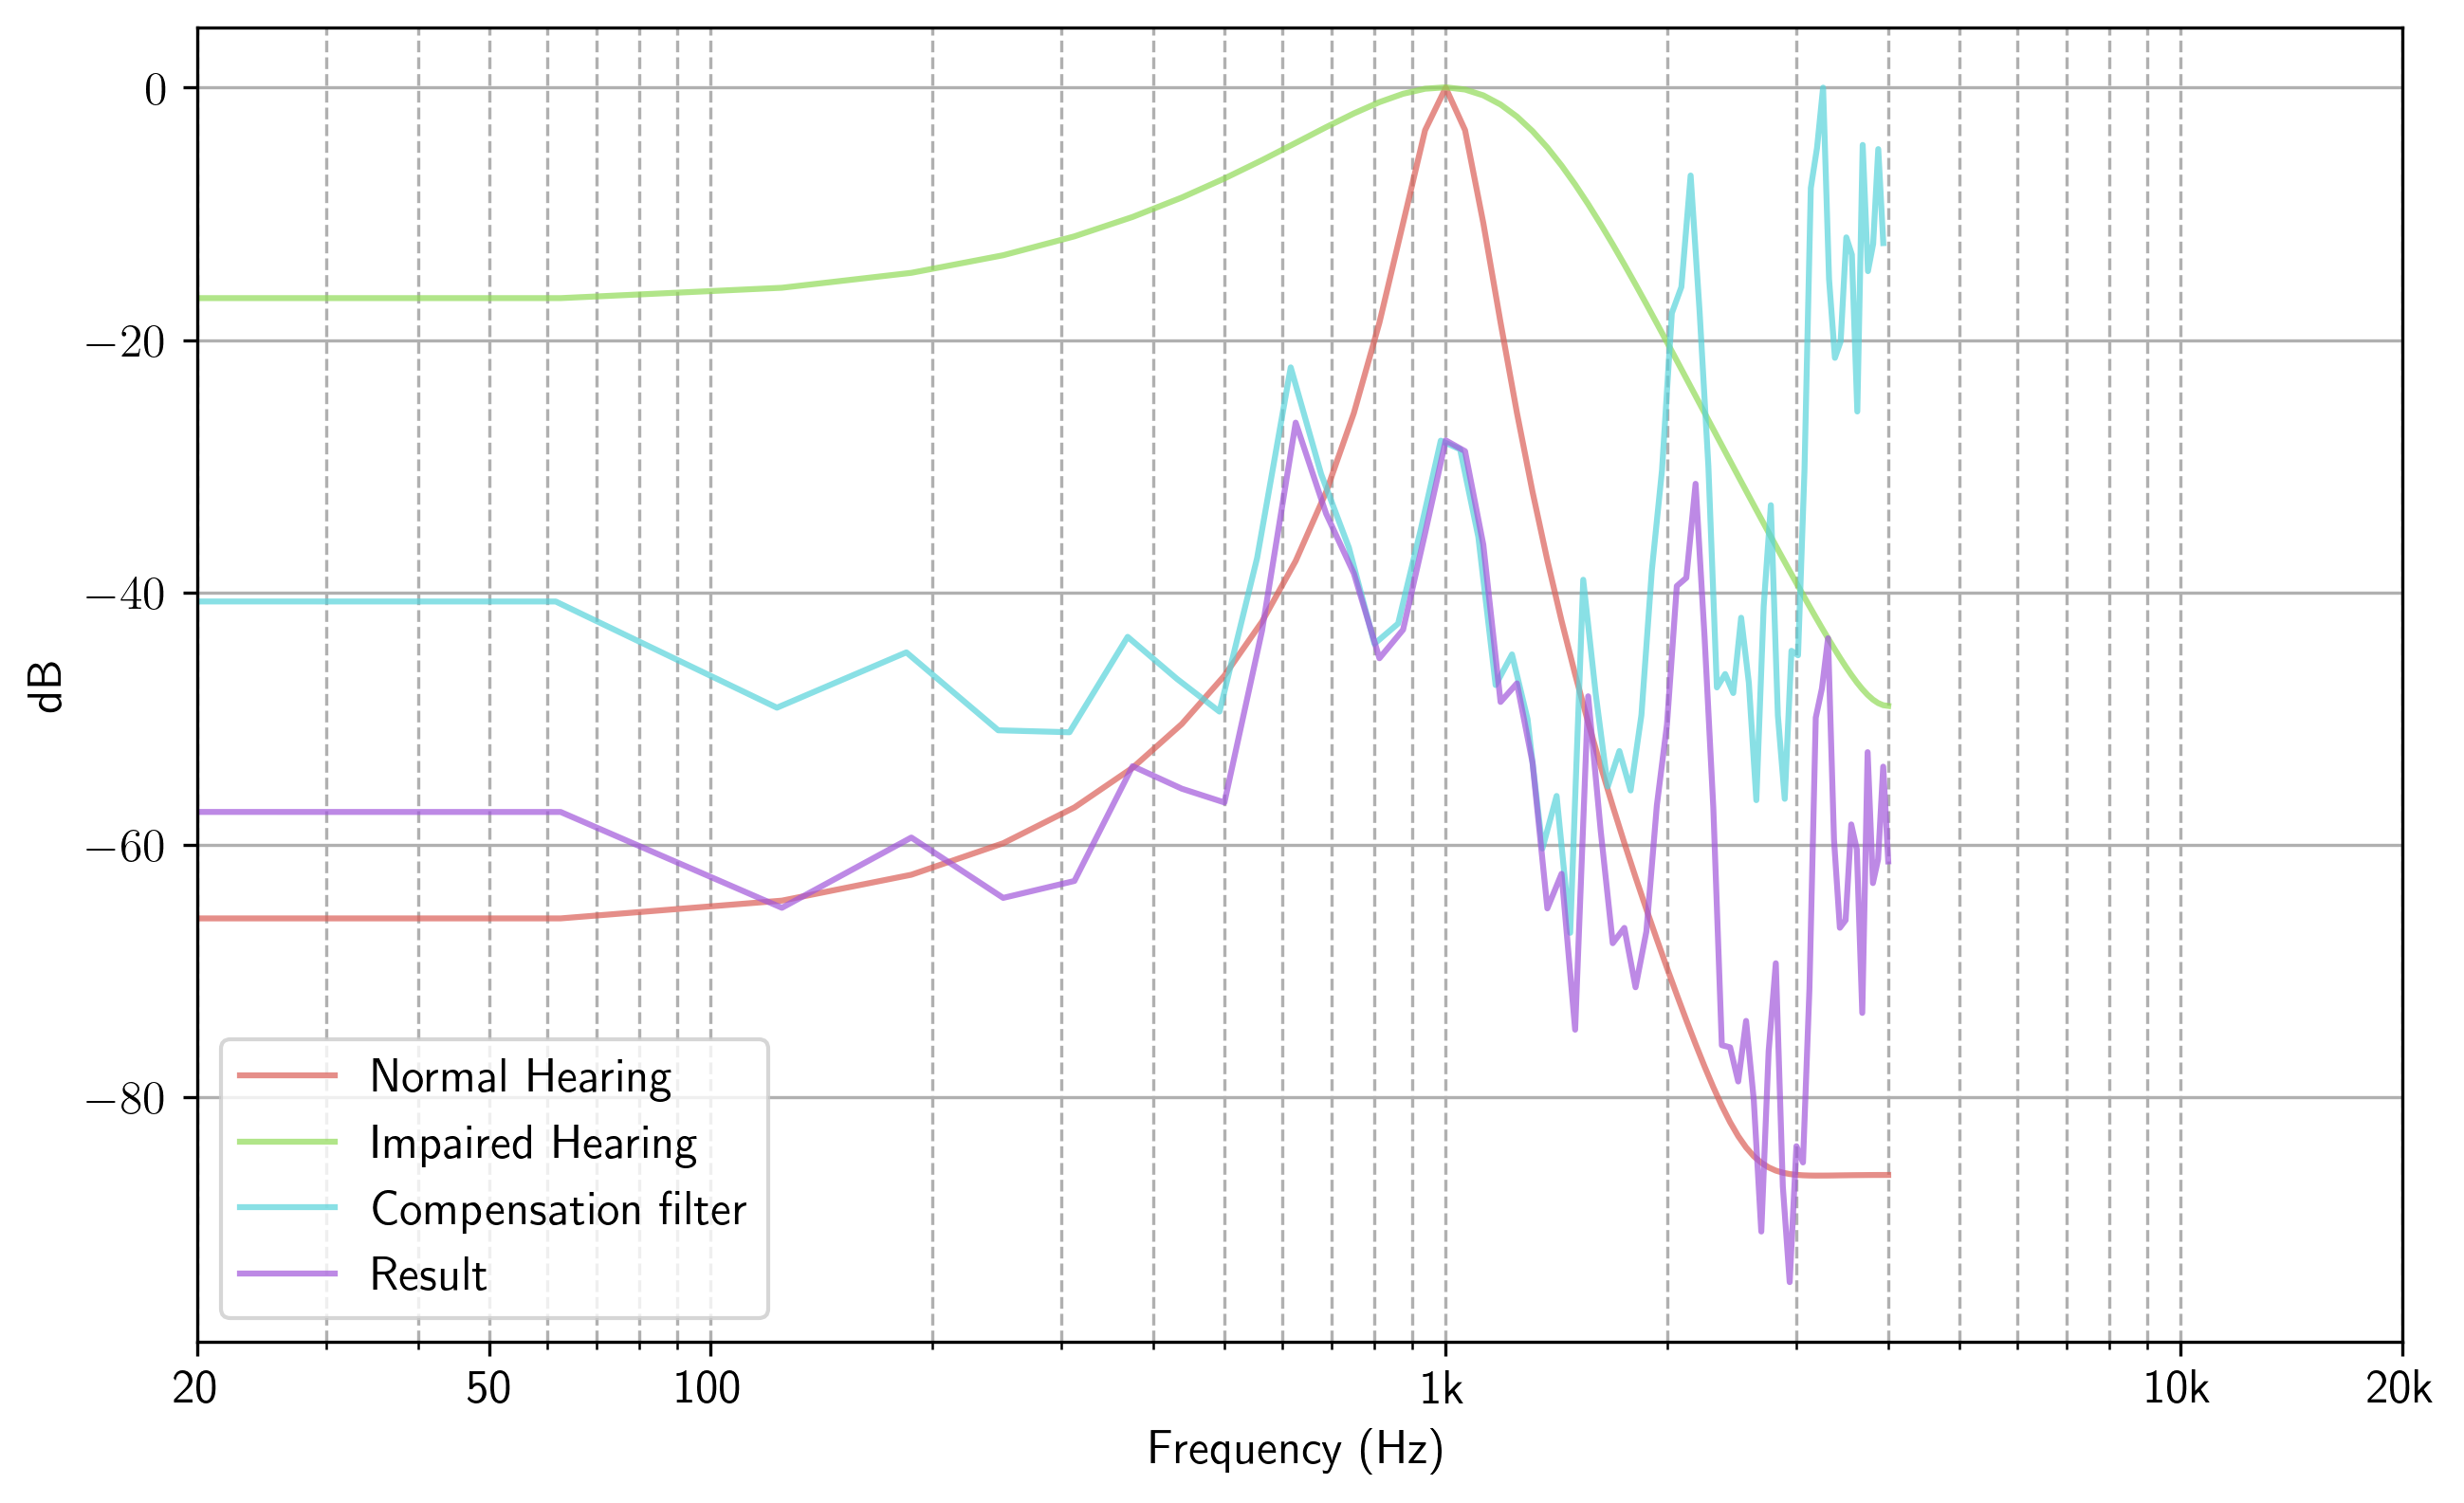 0
−20
−40
−60
−80
dB
Normal Hearing
Impaired Hearing
Compensation filter
Result
20 50 100 1k 10k 20k
Frequency (Hz)